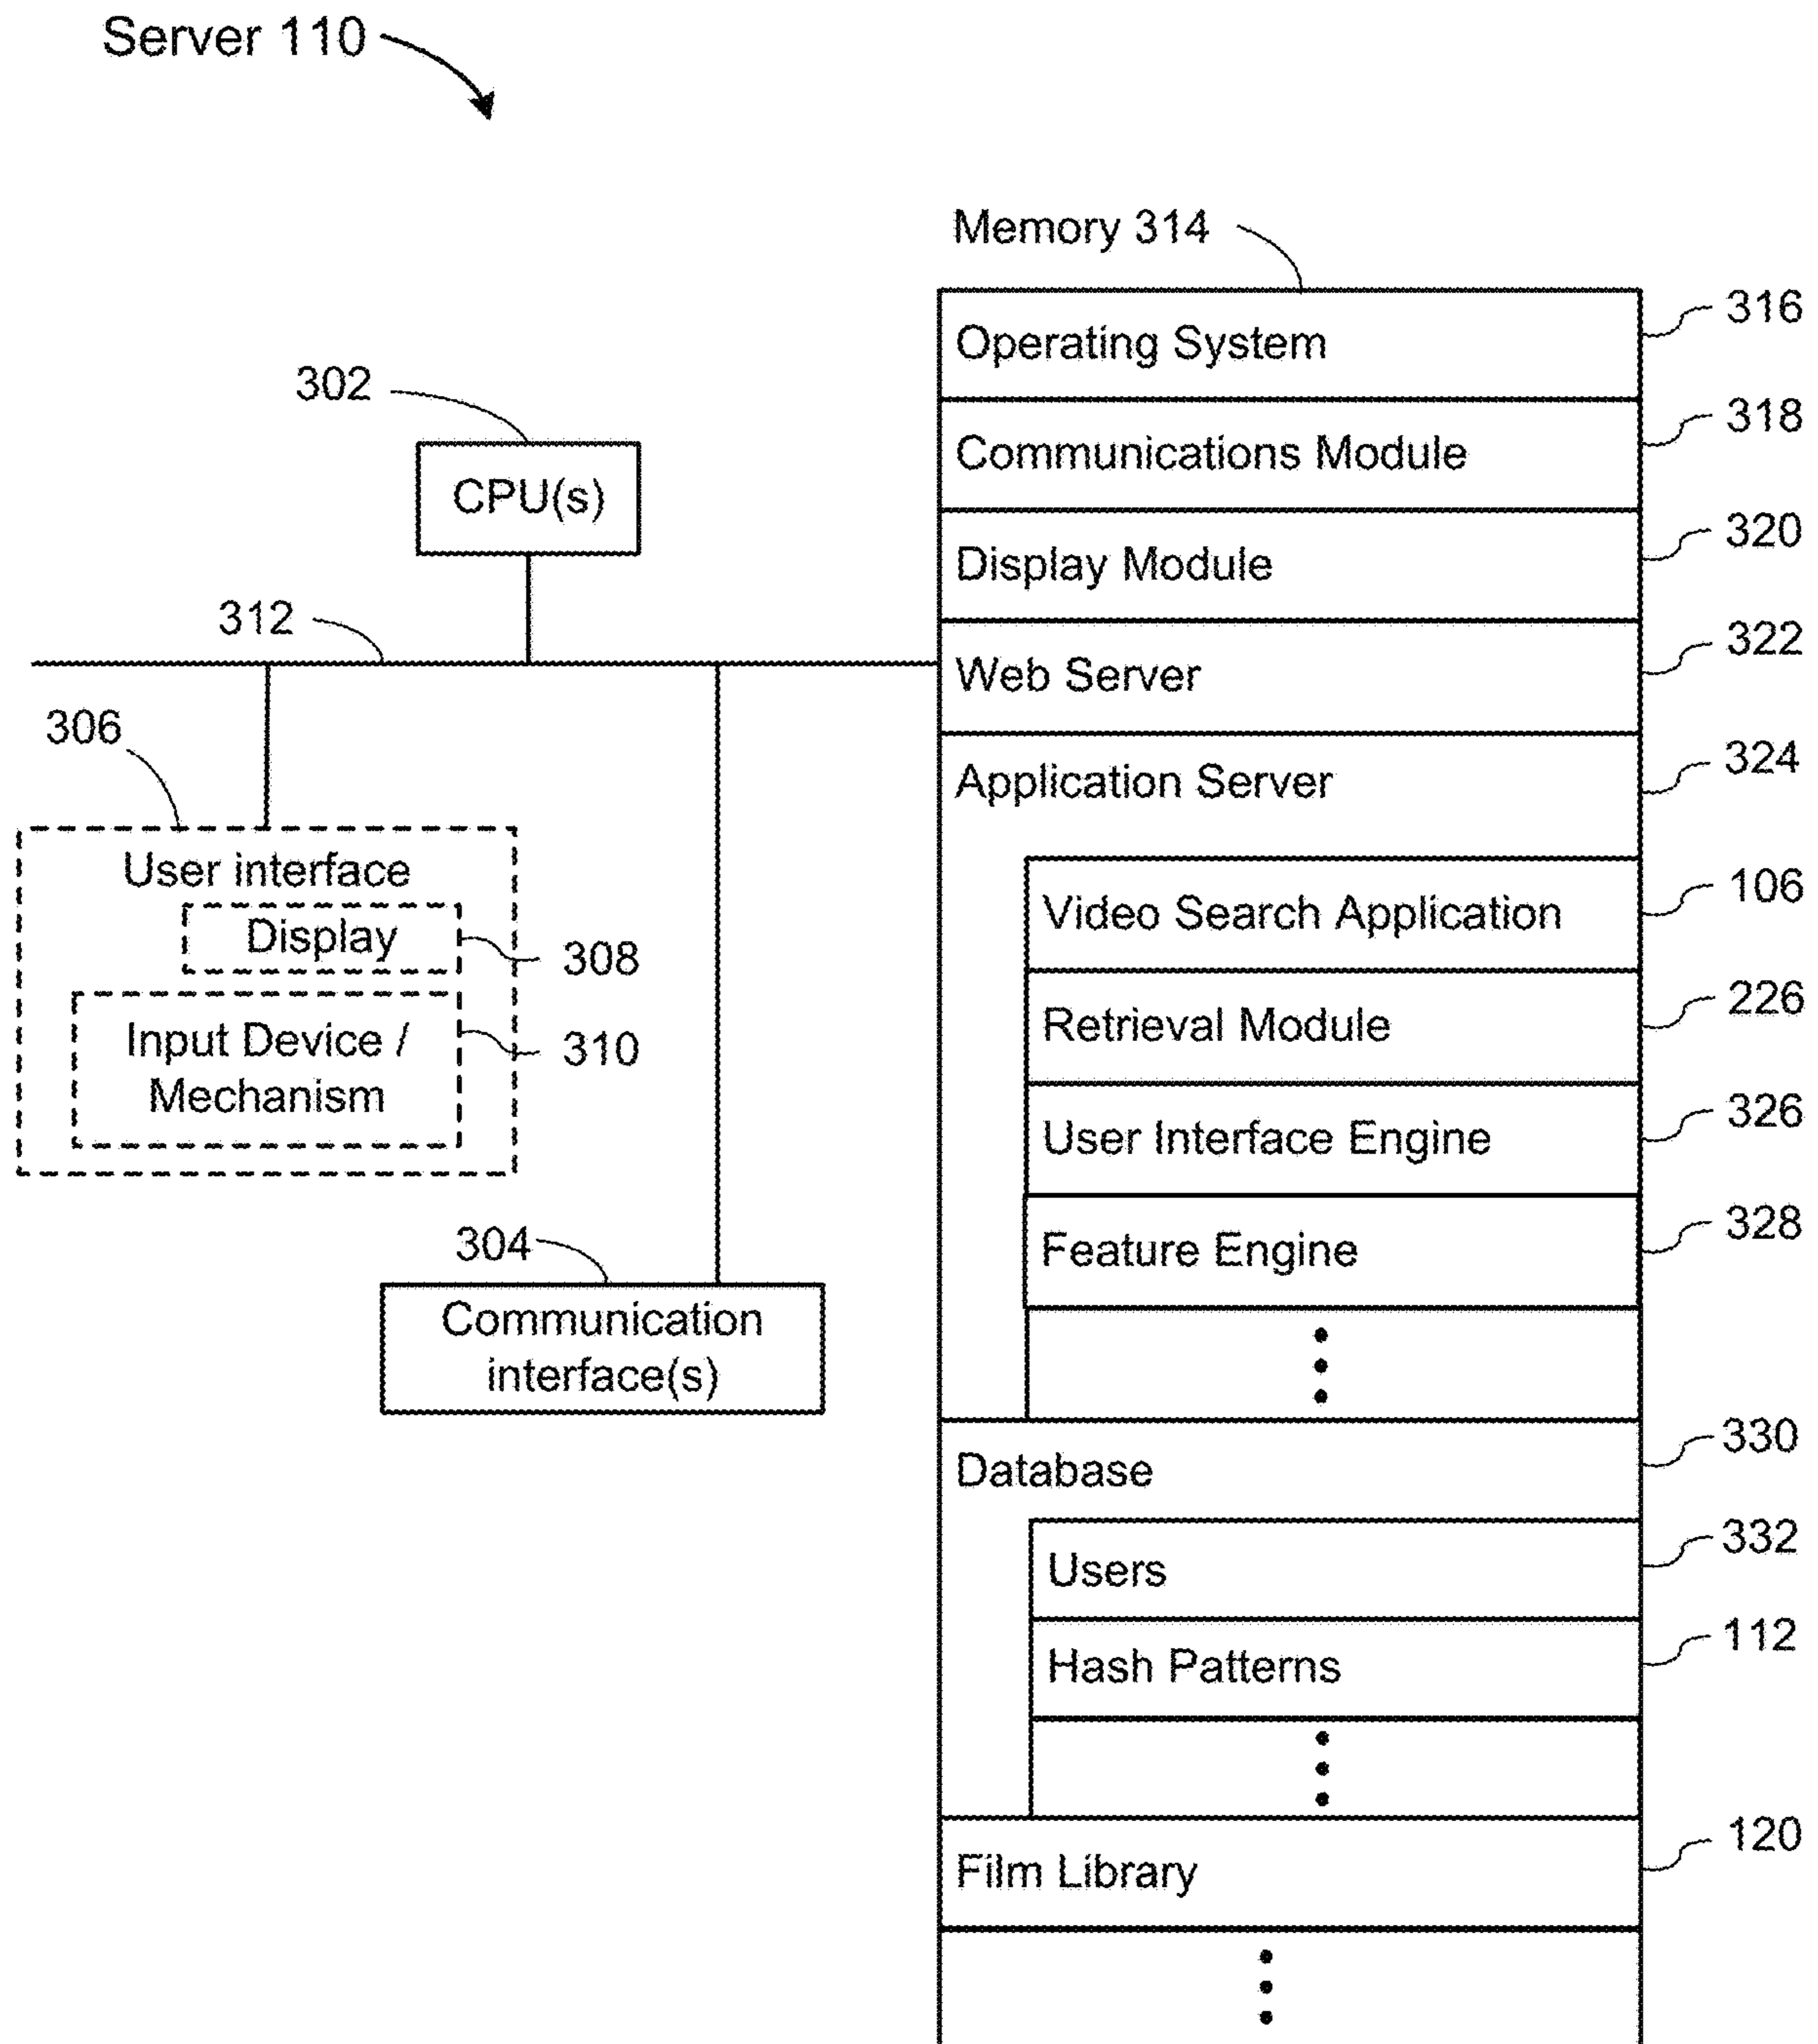 Server 110
Memory 314
Operating System
316
Communications Module
318
Display Module
320
Web Server
322
Application Server
324
Video Search Application
106
Retrieval Module
226
User Interface Engine
326
Feature Engine
328
Database
330
Users
332
Hash Patterns
112
Film Library
120
302
CPU(s)
312
306
User interface
Display
308
Input Device /
Mechanism
310
304
Communication
interface(s)